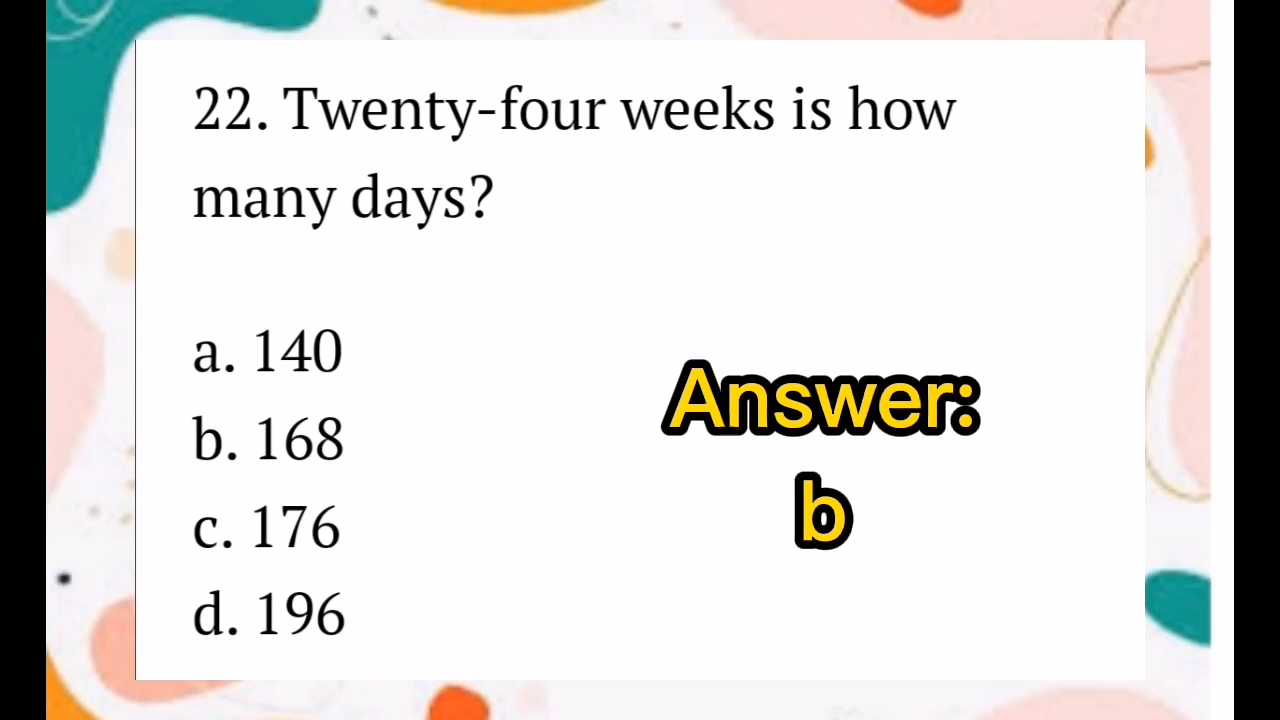 22. Twenty-four weeks is how
many days?
a. 140
b. 168
c. 176
d. 196
Answer:
b